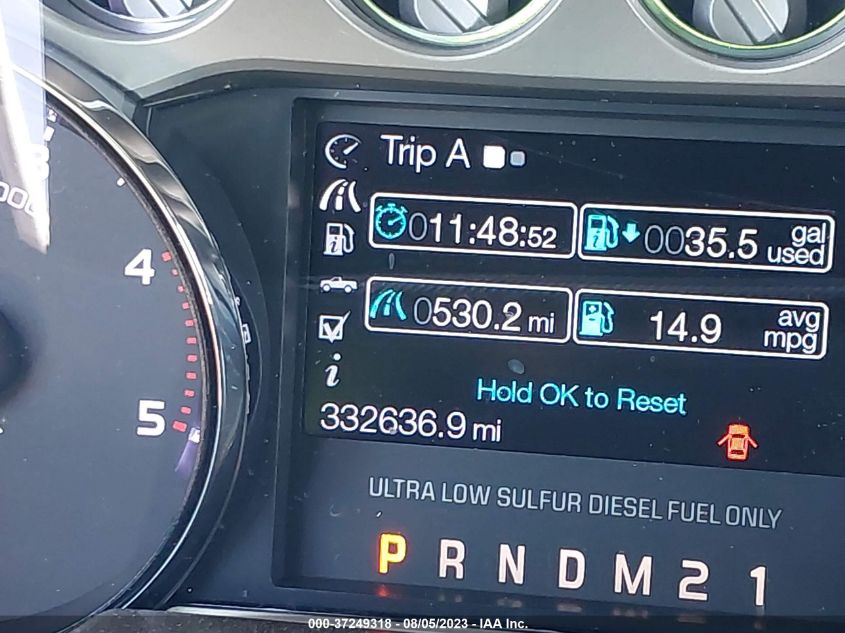 Trip A
011:48:52
0035.5 gal used
0530.2 mi
14.9 avg mpg
Hold OK to Reset
332636.9 mi
4
5
ULTRA LOW SULFUR DIESEL FUEL ONLY
P R N D M 2 1
000-37249318 - 08/05/2023 - IAA Inc.